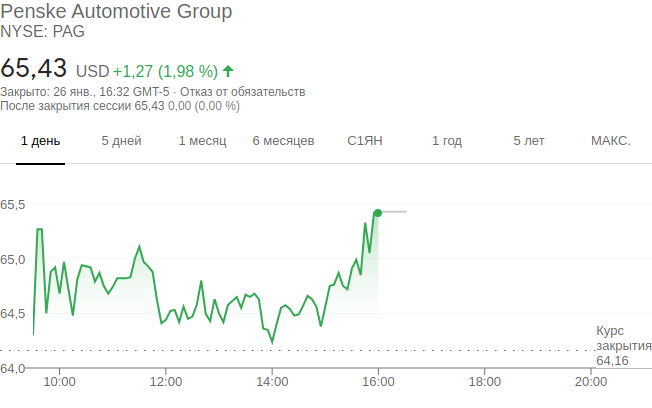 Penske Automotive Group
NYSE: PAG
65,43 USD +1,27 (1,98 %)
Закрыто: 26 янв., 16:32 GMT-5 · Отказ от обязательств
После закрытия сессии 65,43 0,00 (0,00 %)
1 день 5 дней 1 месяц 6 месяцев С1ЯН 1 год 5 лет МАКС.
65,5
65,0
64,5
Курс
закрытия
64,16
64,0
10:00 12:00 14:00 16:00 18:00 20:00